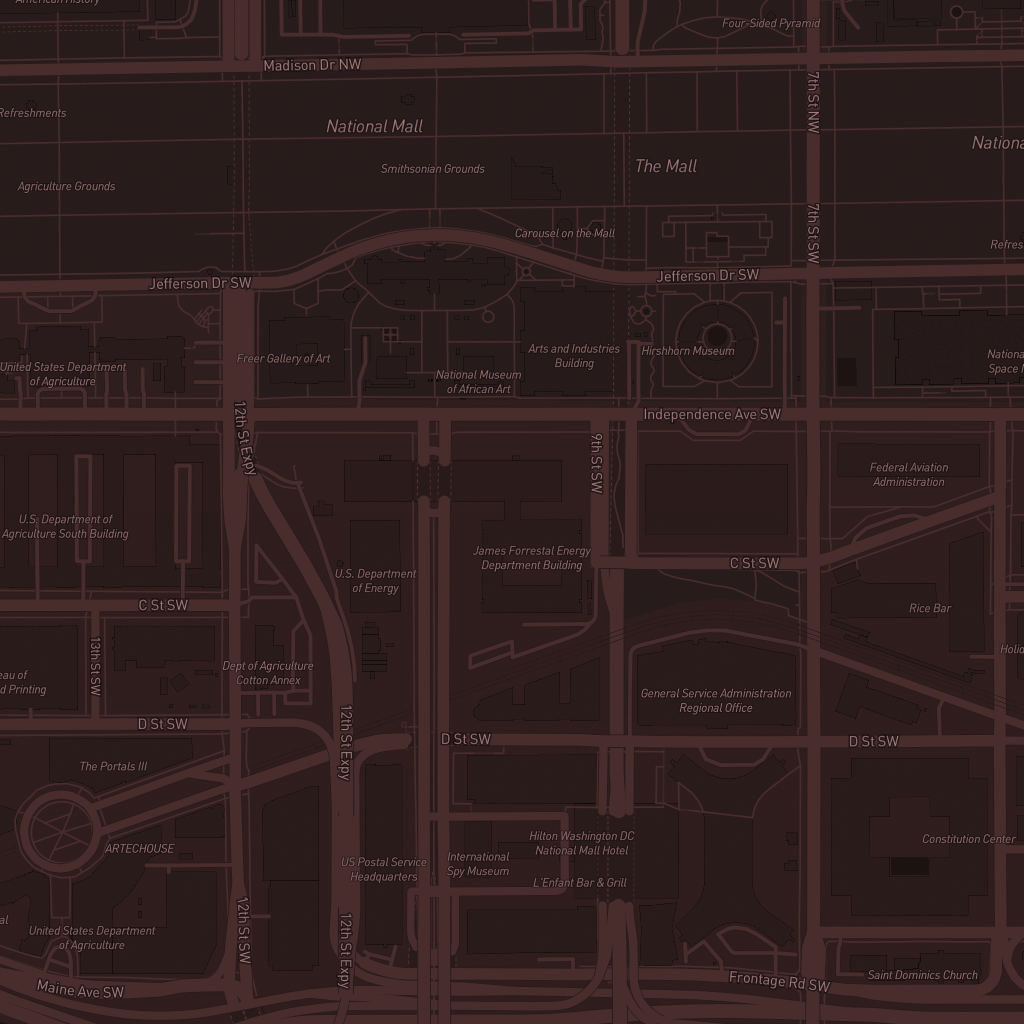 American History
Four-Sided Pyramid
Madison Dr NW
7th St NW
Refreshments
National Mall
The Mall
Smithsonian Grounds
Agriculture Grounds
7th St SW
Carousel on the Mall
Refres
Jefferson Dr SW
Jefferson Dr SW
United States Department
of Agriculture
Freer Gallery of Art
Arts and Industries
Building
Hirshhorn Museum
National Museum
of African Art
Nationa
Space M
Independence Ave SW
12th St Expy
9th St SW
Federal Aviation
Administration
U.S. Department of
Agriculture South Building
James Forrestal Energy
Department Building
U.S. Department
of Energy
C St SW
C St SW
Rice Bar
13th St SW
Dept of Agriculture
Cotton Annex
eau of
d Printing
Holid
General Service Administration
Regional Office
D St SW
12th St Expy
D St SW
D St SW
The Portals III
ARTECHOUSE
Hilton Washington DC
National Mall Hotel
Constitution Center
US Postal Service
Headquarters
International
Spy Museum
L'Enfant Bar & Grill
al
United States Department
of Agriculture
12th St SW
12th St Expy
Maine Ave SW
Frontage Rd SW
Saint Dominics Church